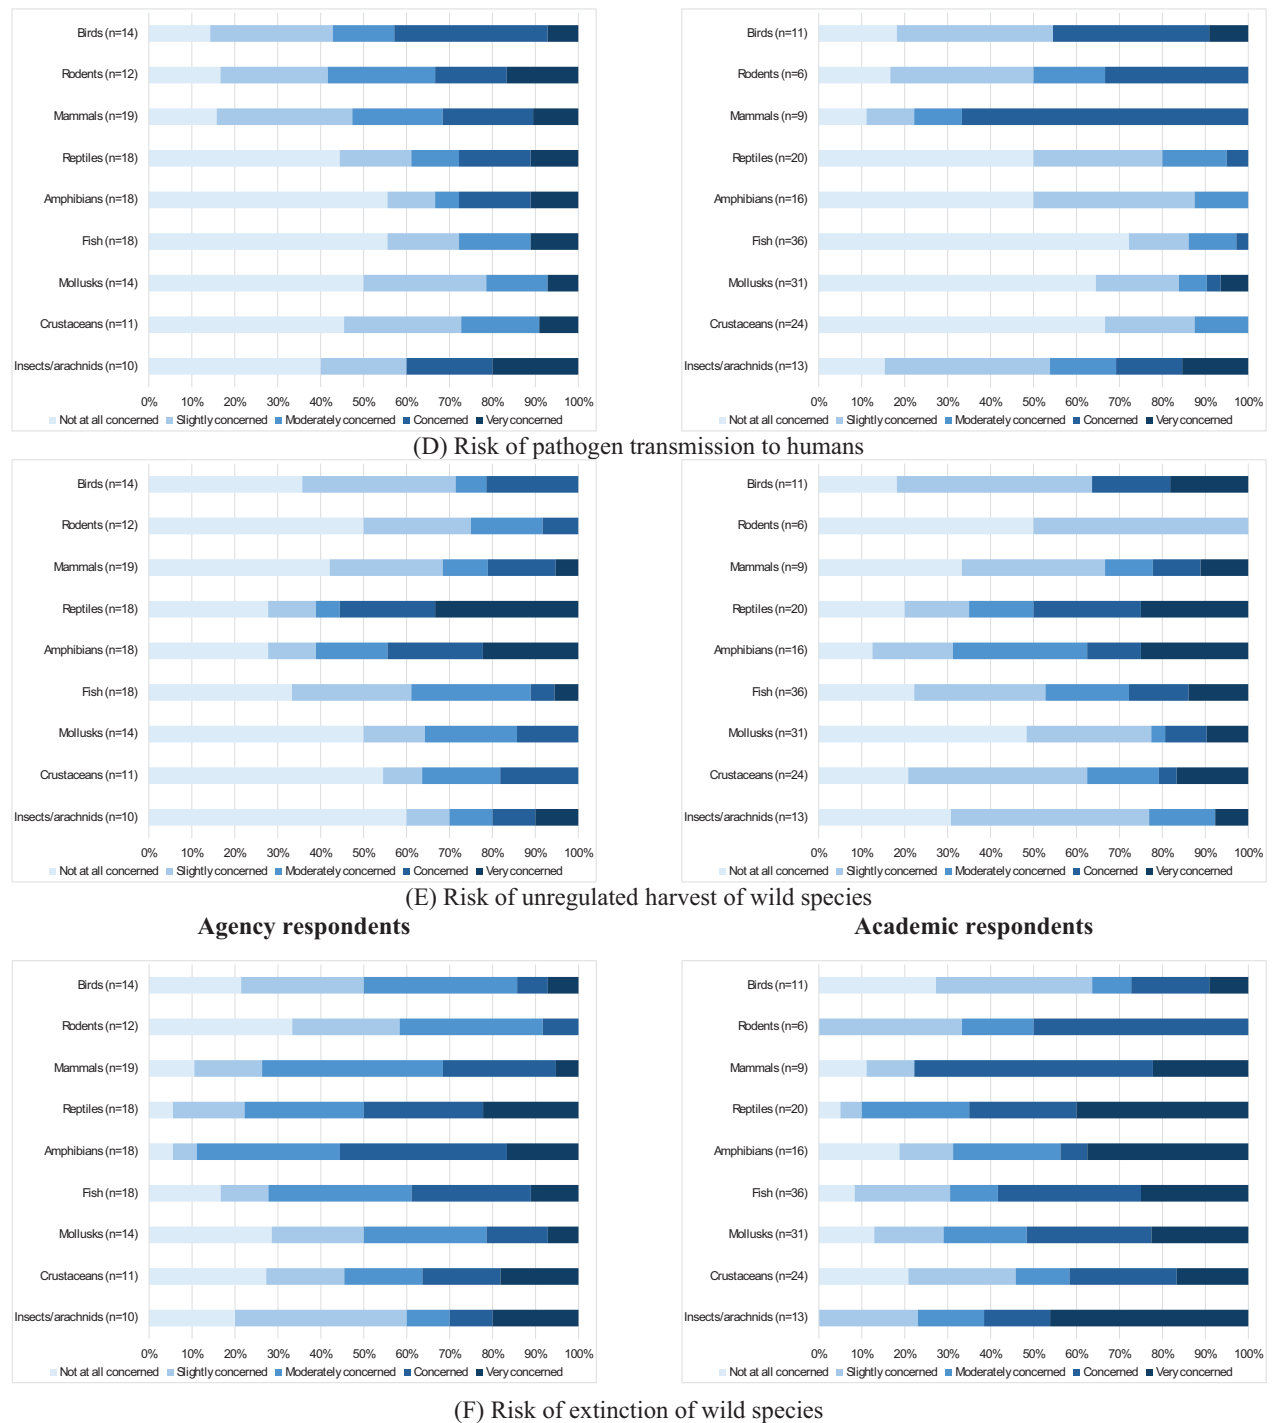 Birds (n=14)
Rodents (n=12)
Mammals (n=19)
Reptiles (n=18)
Amphibians (n=18)
Fish (n=18)
Mollusks (n=14)
Crustaceans (n=11)
Insects/arachnids (n=10)
0% 10% 20% 30% 40% 50% 60% 70% 80% 90% 100%
Not at all concerned Slightly concerned Moderately concerned Concerned Very concerned
Birds (n=11)
Rodents (n=6)
Mammals (n=9)
Reptiles (n=20)
Amphibians (n=16)
Fish (n=36)
Mollusks (n=31)
Crustaceans (n=24)
Insects/arachnids (n=13)
0% 10% 20% 30% 40% 50% 60% 70% 80% 90% 100%
Not at all concerned Slightly concerned Moderately concerned Concerned Very concerned
(D) Risk of pathogen transmission to humans
Birds (n=14)
Rodents (n=12)
Mammals (n=19)
Reptiles (n=18)
Amphibians (n=18)
Fish (n=18)
Mollusks (n=14)
Crustaceans (n=11)
Insects/arachnids (n=10)
0% 10% 20% 30% 40% 50% 60% 70% 80% 90% 100%
Not at all concerned Slightly concerned Moderately concerned Concerned Very concerned
Birds (n=11)
Rodents (n=6)
Mammals (n=9)
Reptiles (n=20)
Amphibians (n=16)
Fish (n=36)
Mollusks (n=31)
Crustaceans (n=24)
Insects/arachnids (n=13)
0% 10% 20% 30% 40% 50% 60% 70% 80% 90% 100%
Not at all concerned Slightly concerned Moderately concerned Concerned Very concerned
(E) Risk of unregulated harvest of wild species
Agency respondents
Academic respondents
Birds (n=14)
Rodents (n=12)
Mammals (n=19)
Reptiles (n=18)
Amphibians (n=18)
Fish (n=18)
Mollusks (n=14)
Crustaceans (n=11)
Insects/arachnids (n=10)
0% 10% 20% 30% 40% 50% 60% 70% 80% 90% 100%
Not at all concerned Slightly concerned Moderately concerned Concerned Very concerned
Birds (n=11)
Rodents (n=6)
Mammals (n=9)
Reptiles (n=20)
Amphibians (n=16)
Fish (n=36)
Mollusks (n=31)
Crustaceans (n=24)
Insects/arachnids (n=13)
0% 10% 20% 30% 40% 50% 60% 70% 80% 90% 100%
Not at all concerned Slightly concerned Moderately concerned Concerned Very concerned
(F) Risk of extinction of wild species